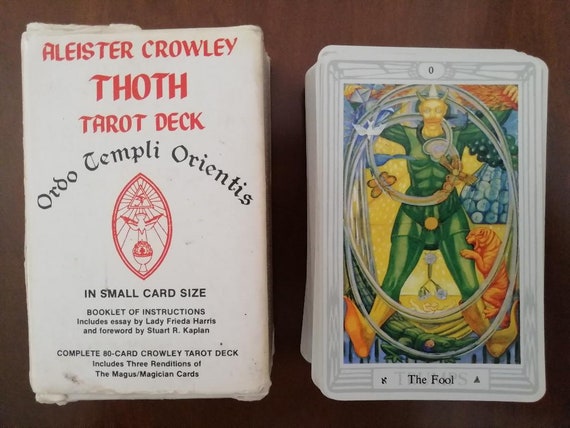 ALEISTER CROWLEY
THOTH
TAROT DECK
Ordo Templi Orientis
IN SMALL CARD SIZE
BOOKLET OF INSTRUCTIONS
Includes essay by Lady Frieda Harris
and foreword by Stuart R. Kaplan
COMPLETE 80-CARD CROWLEY TAROT DECK
Includes Three Renditions of
The Magus/Magician Cards
0
א The Fool